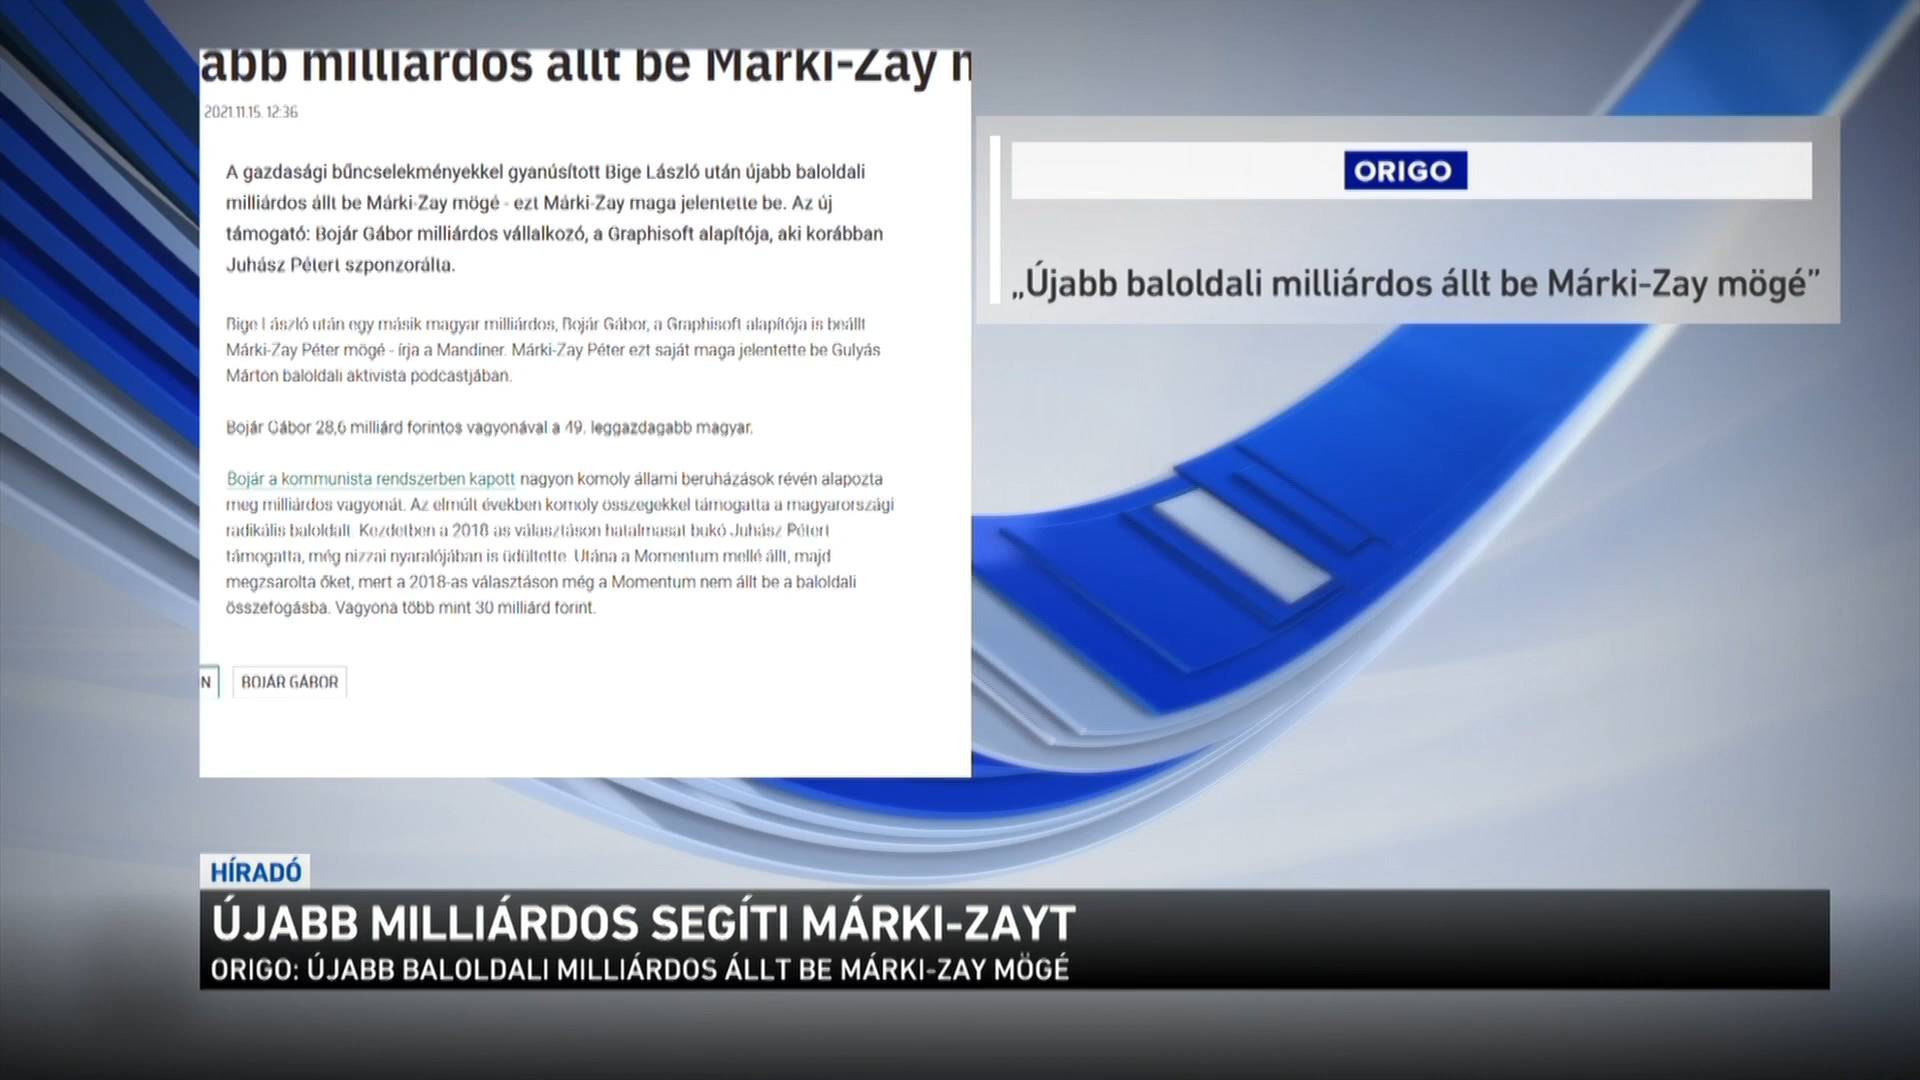 abb milliárdos állt be Márki-Zay
2021.11.15. 12:36
A gazdasági bűncselekményekkel gyanúsított Bige László után újabb baloldali
milliárdos állt be Márki-Zay mögé - ezt Márki-Zay maga jelentette be. Az új
támogató: Bojár Gábor milliárdos vállalkozó, a Graphisoft alapítója, aki korábban
Juhász Pétert szponzorálta.
Bige László után egy másik magyar milliárdos, Bojár Gábor, a Graphisoft alapítója is beállt
Márki-Zay Péter mögé - írja a Mandiner. Márki-Zay Péter ezt saját maga jelentette be Gulyás
Márton baloldali aktivista podcastjában.
Bojár Gábor 28,6 milliárd forintos vagyonával a 49. leggazdagabb magyar.
Bojár a kommunista rendszerben kapott nagyon komoly állami beruházások révén alapozta
meg milliárdos vagyonát. Az elmúlt években komoly összegekkel támogatta a magyarországi
radikális baloldalt. Kezdetben a 2018-as választáson hatalmasat bukó Juhász Pétert
támogatta, még nizzai nyaralójában is üdültette. Utána a Momentum mellé állt, majd
megzsarolta őket, mert a 2018-as választáson még a Momentum nem állt be a baloldali
összefogásba. Vagyona több mint 30 milliárd forint.
N BOJÁR GÁBOR
ORIGO
„Újabb baloldali milliárdos állt be Márki-Zay mögé”
HÍRADÓ
ÚJABB MILLIÁRDOS SEGÍTI MÁRKI-ZAYT
ORIGO: ÚJABB BALOLDALI MILLIÁRDOS ÁLLT BE MÁRKI-ZAY MÖGÉ